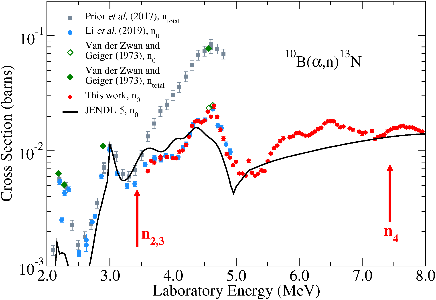 Prior et al. (2017), n_total
Li et al. (2019), n_0
Van der Zwan and
Geiger (1973), n_0
Van der Zwan and
Geiger (1973), n_total
This work, n_0
JENDL-5, n_0
¹⁰B(α,n)¹³N
Cross Section (barns)
10⁻¹
10⁻²
10⁻³
n_2,3
n_4
2.0 3.0 4.0 5.0 6.0 7.0 8.0
Laboratory Energy (MeV)